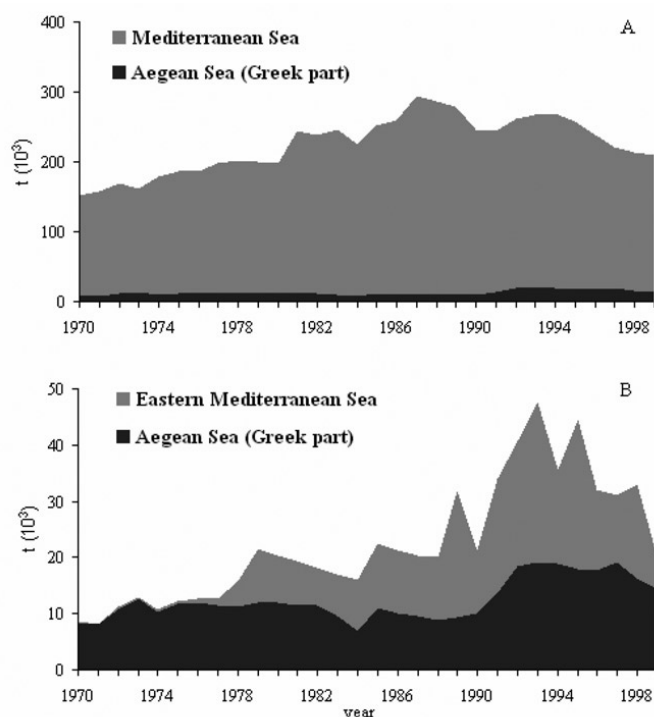 400
Mediterranean Sea
A
Aegean Sea (Greek part)
300
t (10³)
200
100
0
1970 1974 1978 1982 1986 1990 1994 1998
50
Eastern Mediterranean Sea
B
Aegean Sea (Greek part)
40
30
t (10³)
20
10
0
1970 1974 1978 1982 1986 1990 1994 1998
year